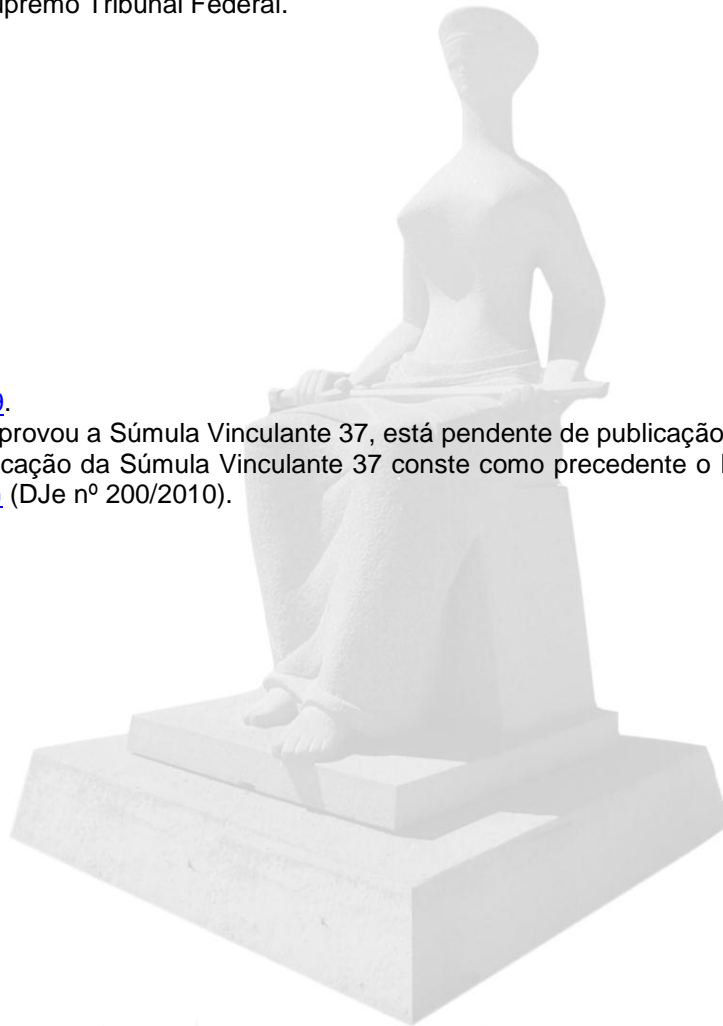 upremo Tribunal Federal.
.
provou a Súmula Vinculante 37, está pendente de publicação
cação da Súmula Vinculante 37 conste como precedente o
(DJe nº 200/2010).